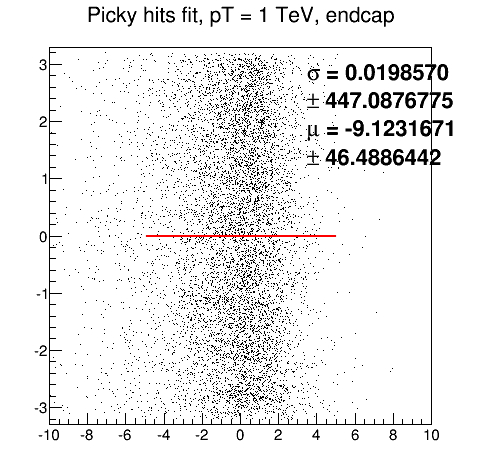 Picky hits fit, pT = 1 TeV, endcap
σ = 0.0198570
± 447.0876775
μ = -9.1231671
± 46.4886442
3
2
1
0
-1
-2
-3
-10 -8 -6 -4 -2 0 2 4 6 8 10